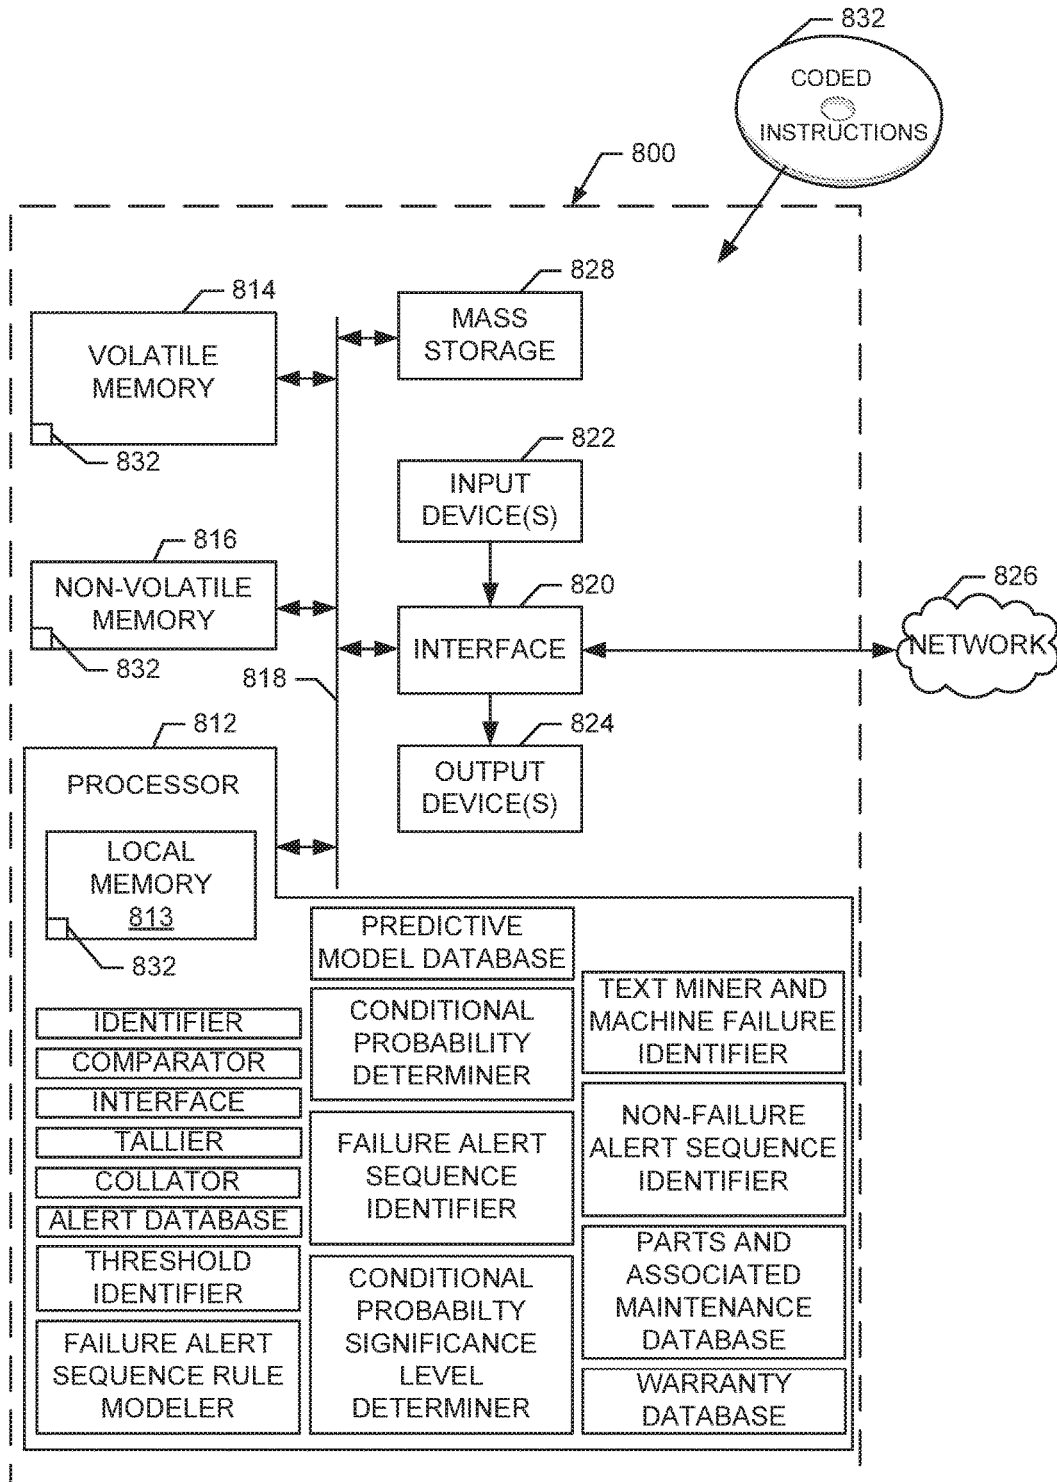 832
CODED
INSTRUCTIONS
800
814
VOLATILE
MEMORY
832
828
MASS
STORAGE
822
INPUT
DEVICE(S)
816
NON-VOLATILE
MEMORY
832
820
INTERFACE
826
NETWORK
818
824
OUTPUT
DEVICE(S)
812
PROCESSOR
LOCAL
MEMORY
813
832
IDENTIFIER
COMPARATOR
INTERFACE
TALLIER
COLLATOR
ALERT DATABASE
THRESHOLD
IDENTIFIER
FAILURE ALERT
SEQUENCE RULE
MODELER
PREDICTIVE
MODEL DATABASE
CONDITIONAL
PROBABILITY
DETERMINER
FAILURE ALERT
SEQUENCE
IDENTIFIER
CONDITIONAL
PROBABILTY
SIGNIFICANCE
LEVEL
DETERMINER
TEXT MINER AND
MACHINE FAILURE
IDENTIFIER
NON-FAILURE
ALERT SEQUENCE
IDENTIFIER
PARTS AND
ASSOCIATED
MAINTENANCE
DATABASE
WARRANTY
DATABASE